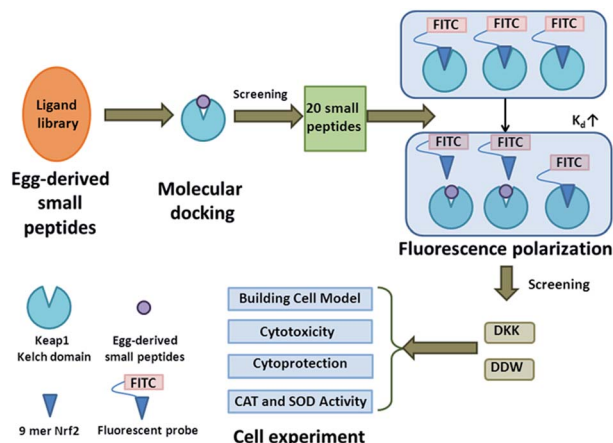 FITC
FITC
FITC
Ligand
library
Screening
20 small
peptides
K_d↑
FITC
FITC
FITC
Egg-derived
small
peptides
Molecular
docking
Fluorescence polarization
Screening
Building Cell Model
Cytotoxicity
Cytoprotection
CAT and SOD Activity
DKK
DDW
Keap1
Kelch domain
Egg-derived
small peptides
FITC
9 mer Nrf2
Fluorescent probe
Cell experiment